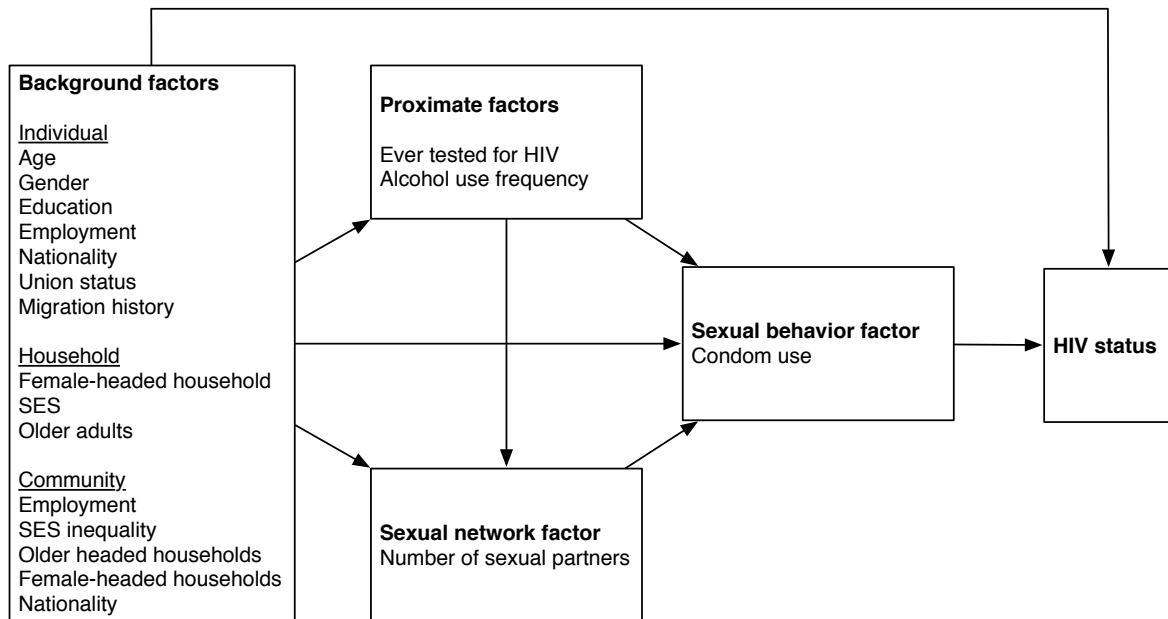 Background factors
Individual
Age
Gender
Education
Employment
Nationality
Union status
Migration history
Household
Female-headed household
SES
Older adults
Community
Employment
SES inequality
Older headed households
Female-headed households
Nationality
Proximate factors
Ever tested for HIV
Alcohol use frequency
Sexual network factor
Number of sexual partners
Sexual behavior factor
Condom use
HIV status